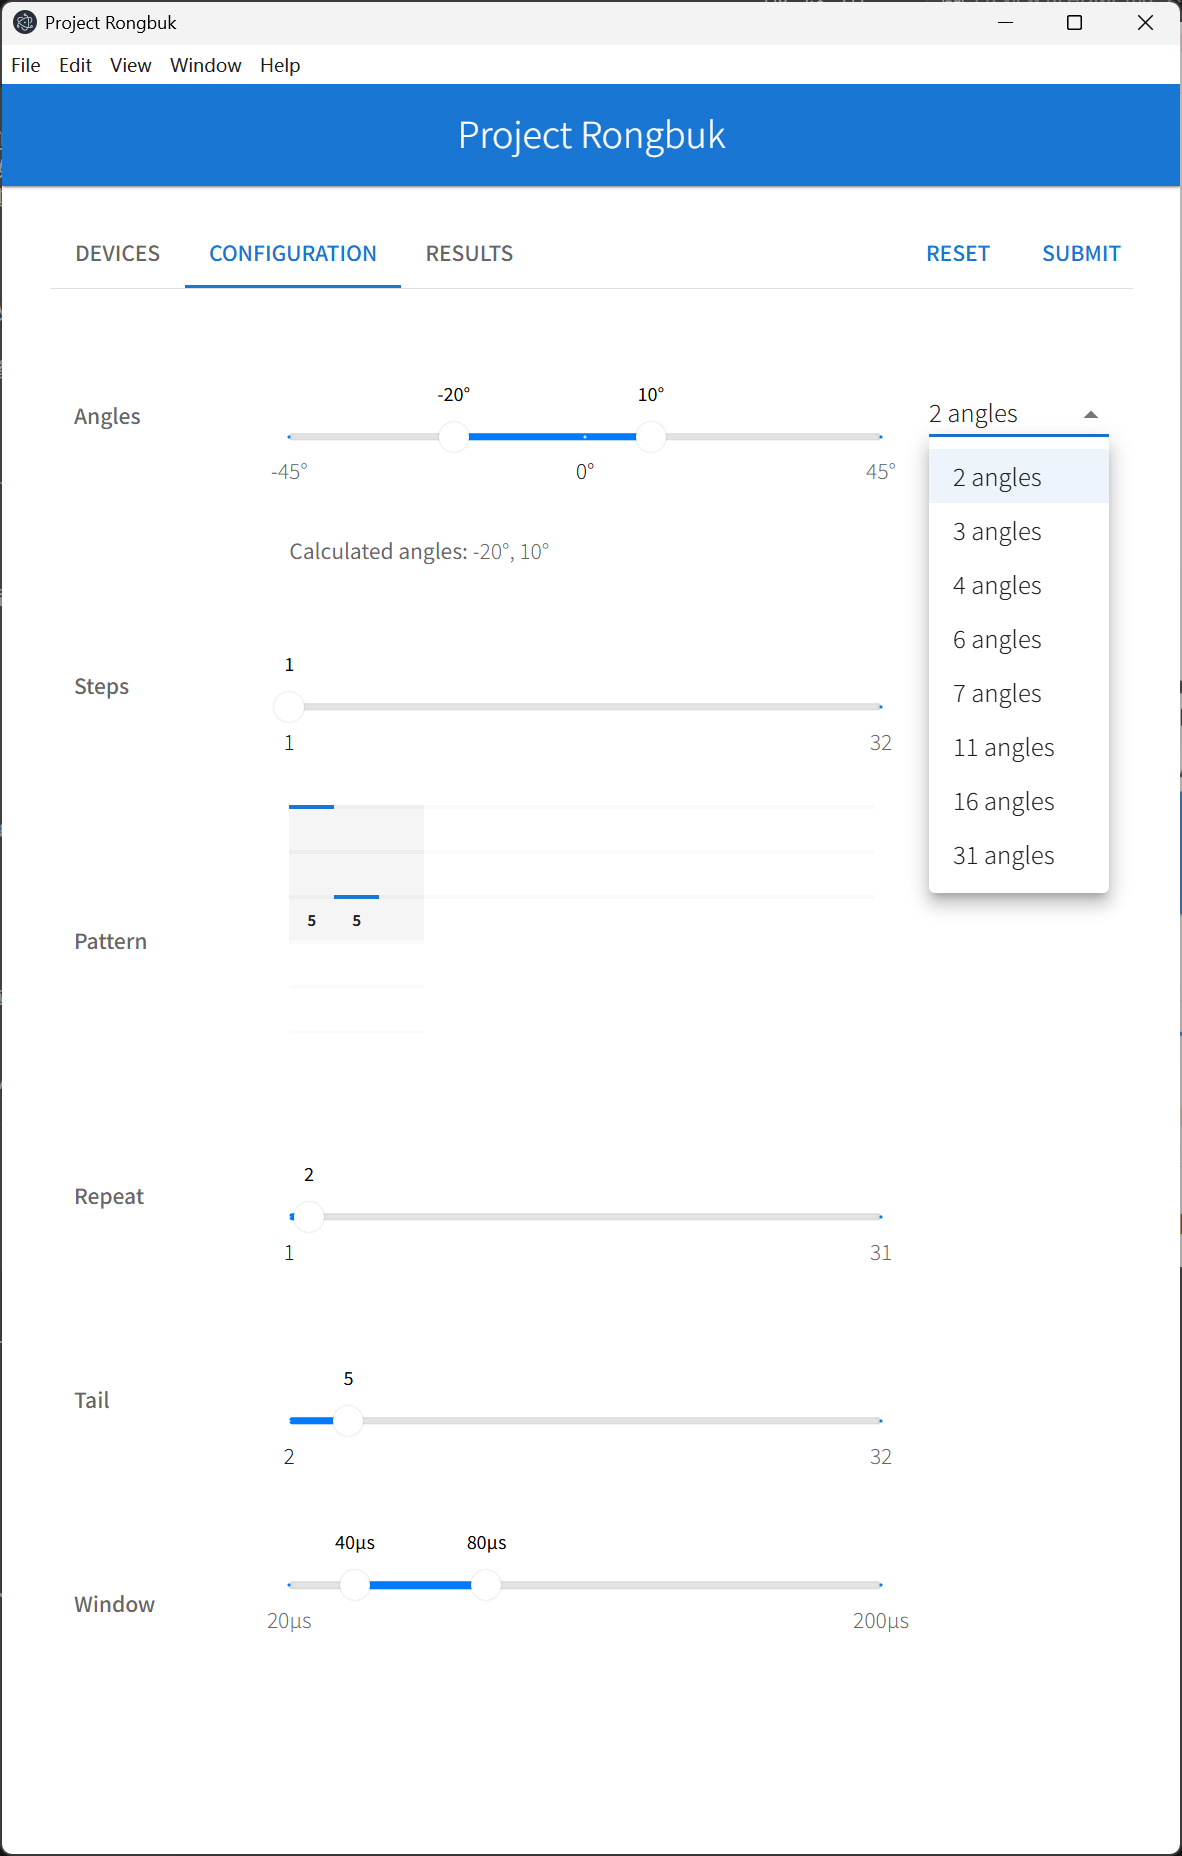 Project Rongbuk
File Edit View Window Help
Project Rongbuk
DEVICES CONFIGURATION RESULTS RESET SUBMIT
Angles
-20° 10°
-45° 0° 45°
Calculated angles: -20°, 10°
2 angles
2 angles
3 angles
4 angles
6 angles
7 angles
11 angles
16 angles
31 angles
Steps
1
1 32
Pattern
5 5
Repeat
2
1 31
Tail
5
2 32
Window
40µs 80µs
20µs 200µs